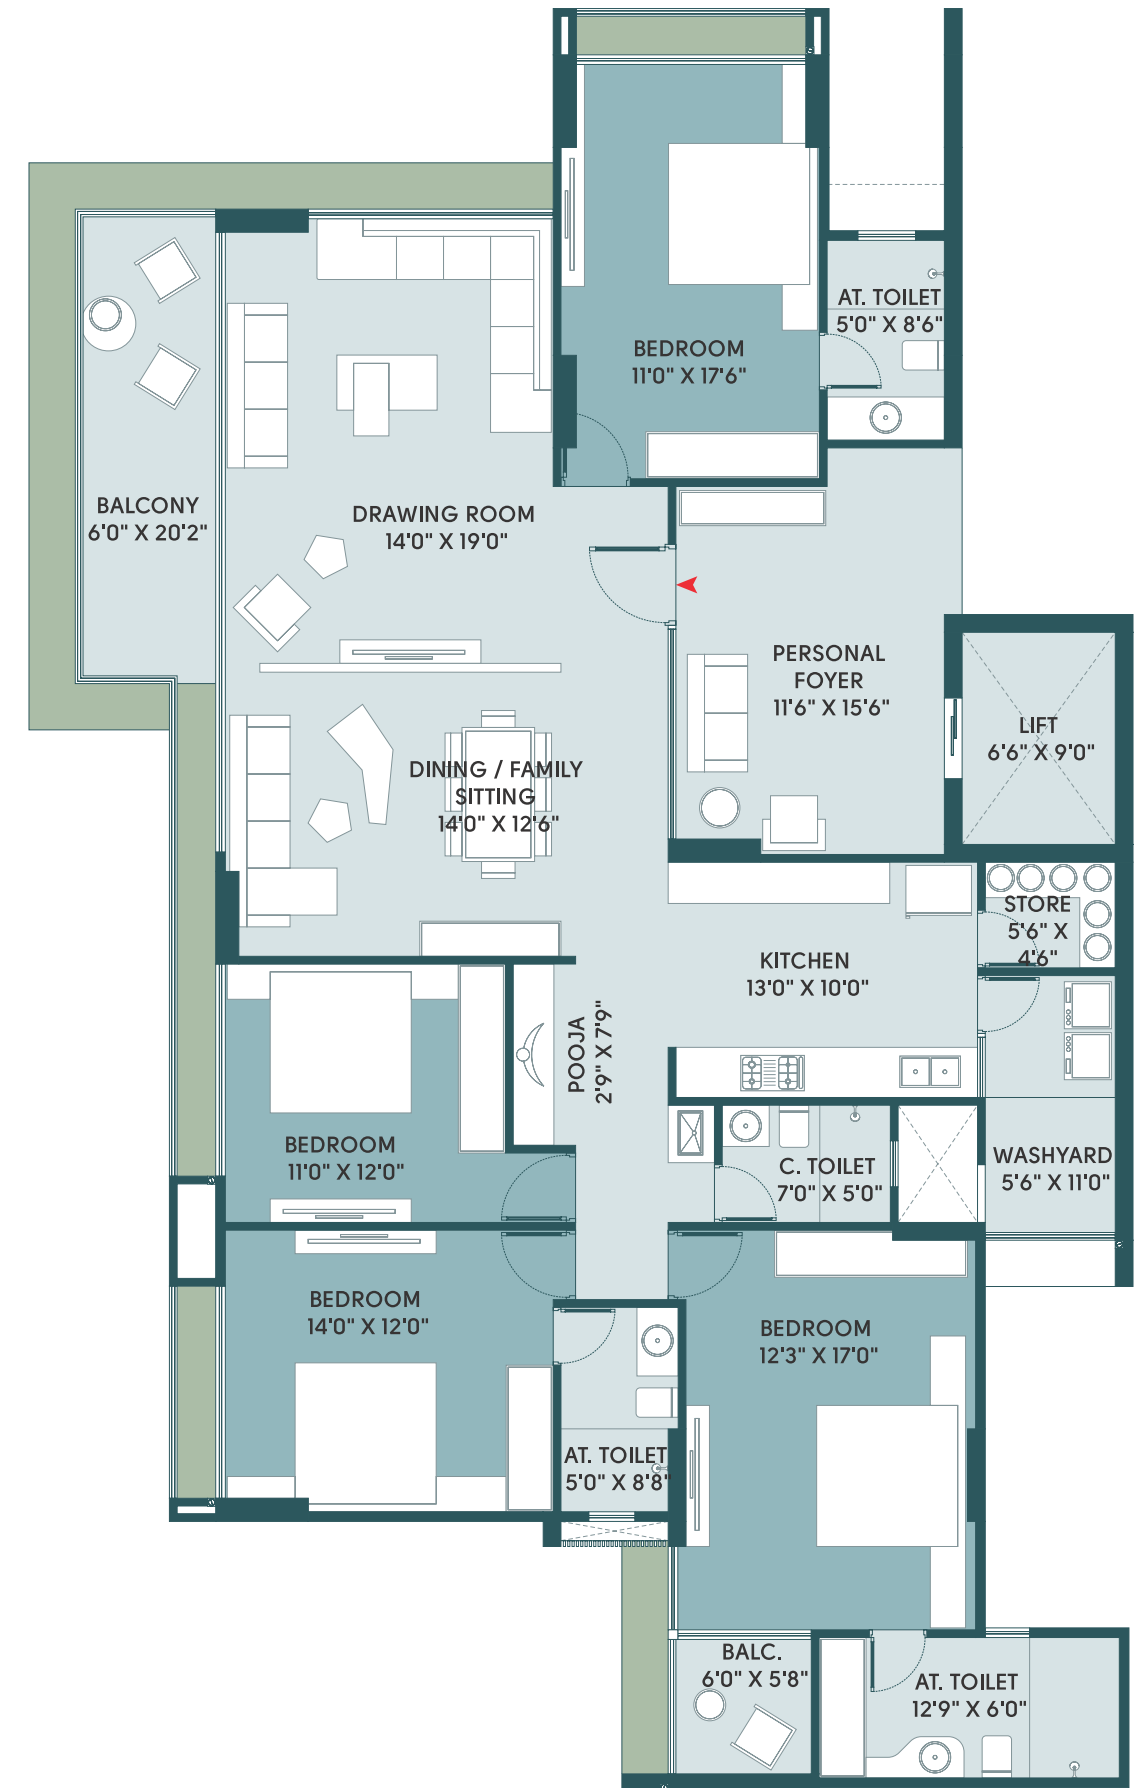 AT. TOILET
5'0" X 8'6"
BEDROOM
11'0" X 17'6"
BALCONY
6'0" X 20'2"
DRAWING ROOM
14'0" X 19'0"
PERSONAL
FOYER
11'6" X 15'6"
LIFT
6'6" X 9'0"
DINING / FAMILY
SITTING
14'0" X 12'6"
STORE
5'6" X
4'6"
KITCHEN
13'0" X 10'0"
POOJA
2'9" X 7'9"
BEDROOM
11'0" X 12'0"
C. TOILET
7'0" X 5'0"
WASHYARD
5'6" X 11'0"
BEDROOM
14'0" X 12'0"
BEDROOM
12'3" X 17'0"
AT. TOILET
5'0" X 8'8"
BALC.
6'0" X 5'8"
AT. TOILET
12'9" X 6'0"